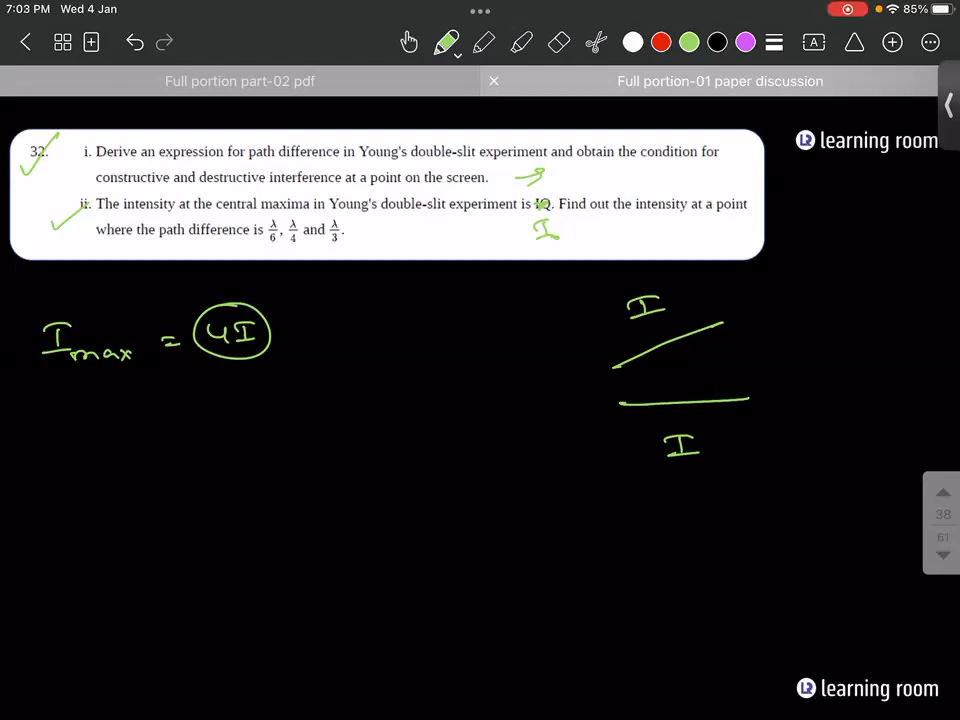 7:03 PM Wed 4 Jan
85%
Full portion part-02 pdf
Full portion-01 paper discussion
learning room
32. i. Derive an expression for path difference in Young's double-slit experiment and obtain the condition for
constructive and destructive interference at a point on the screen.
ii. The intensity at the central maxima in Young's double-slit experiment is . Find out the intensity at a point
where the path difference is λ/6, λ/4 and λ/3.
I
I
Imax = 4I
I
38
61
learning room